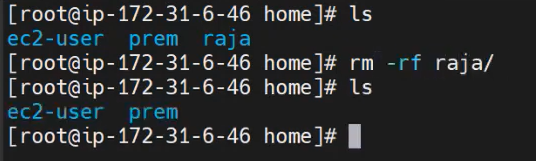 [root@ip-172-31-6-46 home]# ls
ec2-user  prem  raja
[root@ip-172-31-6-46 home]# rm -rf raja/
[root@ip-172-31-6-46 home]# ls
ec2-user  prem
[root@ip-172-31-6-46 home]#